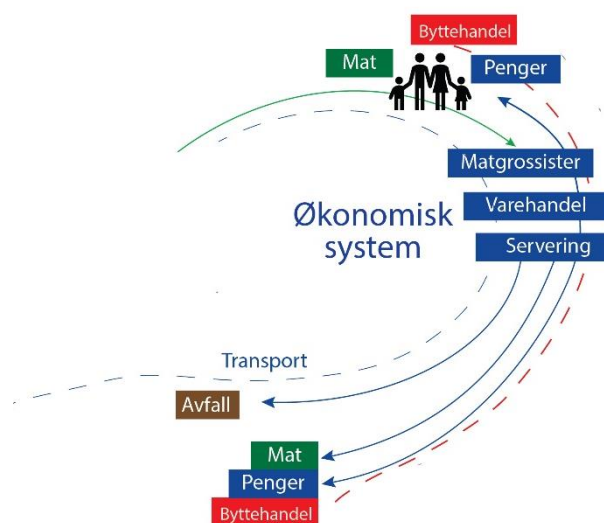 Byttehandel
Mat
Penger
Matgrossister
Varehandel
Økonomisk
system
Servering
Transport
Avfall
Mat
Penger
Byttehandel